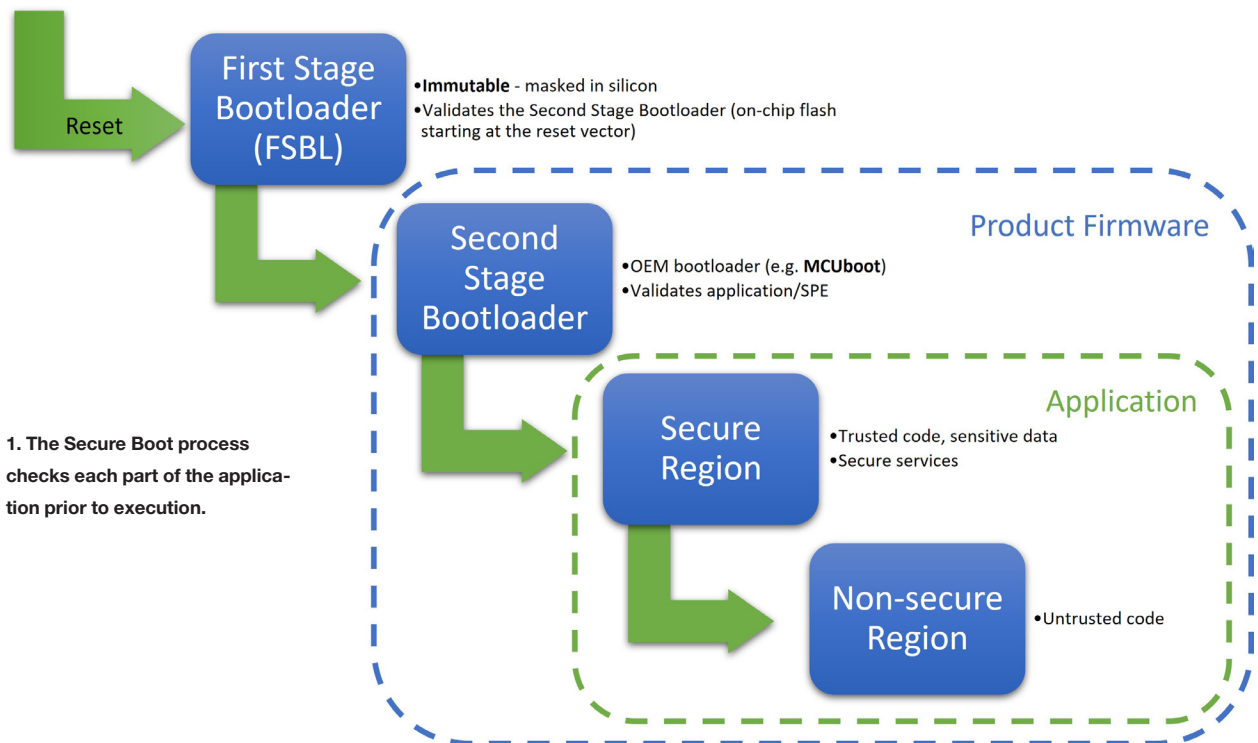 Reset
First Stage
Bootloader
(FSBL)
•Immutable - masked in silicon
•Validates the Second Stage Bootloader (on-chip flash
starting at the reset vector)
Product Firmware
Second
Stage
Bootloader
•OEM bootloader (e.g. MCUboot)
•Validates application/SPE
Application
Secure
Region
•Trusted code, sensitive data
•Secure services
1. The Secure Boot process
checks each part of the applica-
tion prior to execution.
Non-secure
Region
•Untrusted code